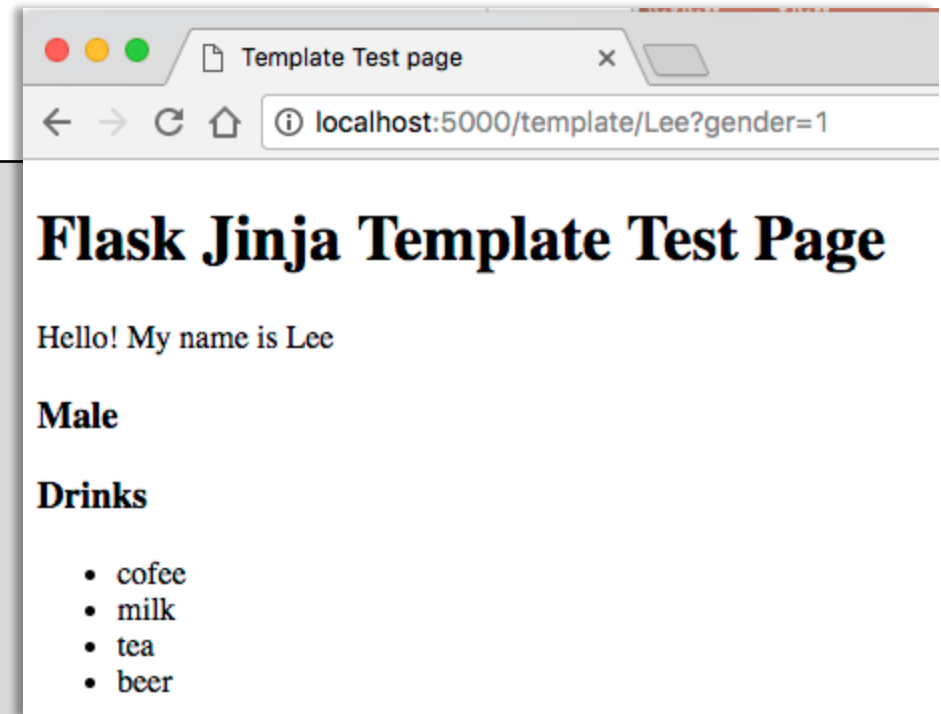 Template Test page
localhost:5000/template/Lee?gender=1
Flask Jinja Template Test Page
Hello! My name is Lee
Male
Drinks
cofee
milk
tea
beer